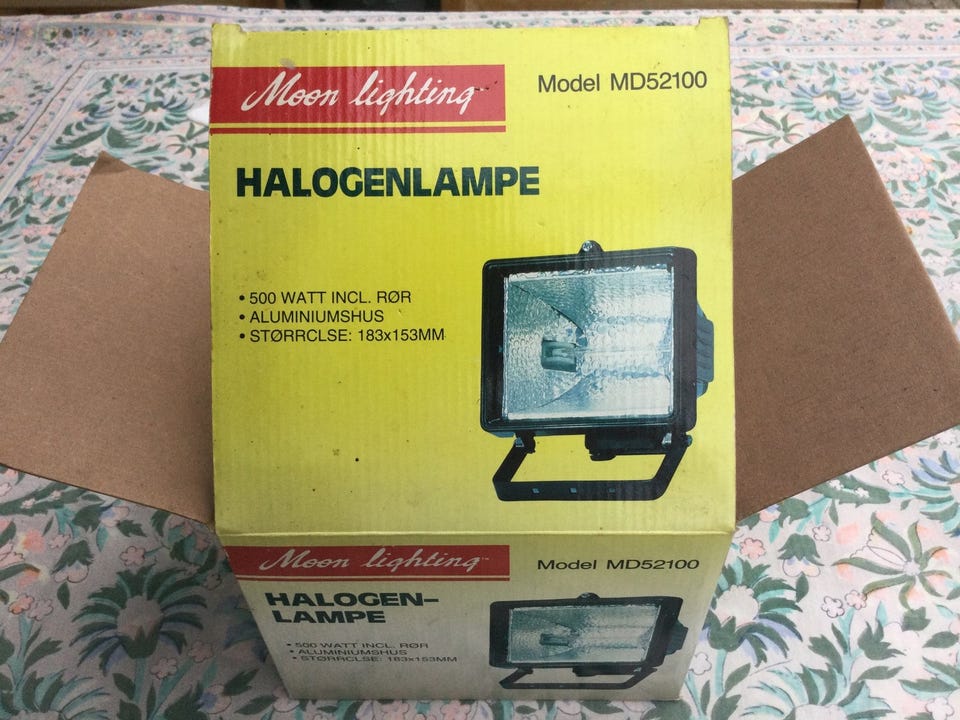 Moon lighting
Model MD52100
HALOGENLAMPE
• 500 WATT INCL. RØR
• ALUMINIUMSHUS
• STØRRCLSE: 183x153MM
Moon lighting
Model MD52100
HALOGEN-
LAMPE
• 500 WATT INCL. RØR
• ALUMINIUMSHUS
• STØRRCLSE: 183x153MM